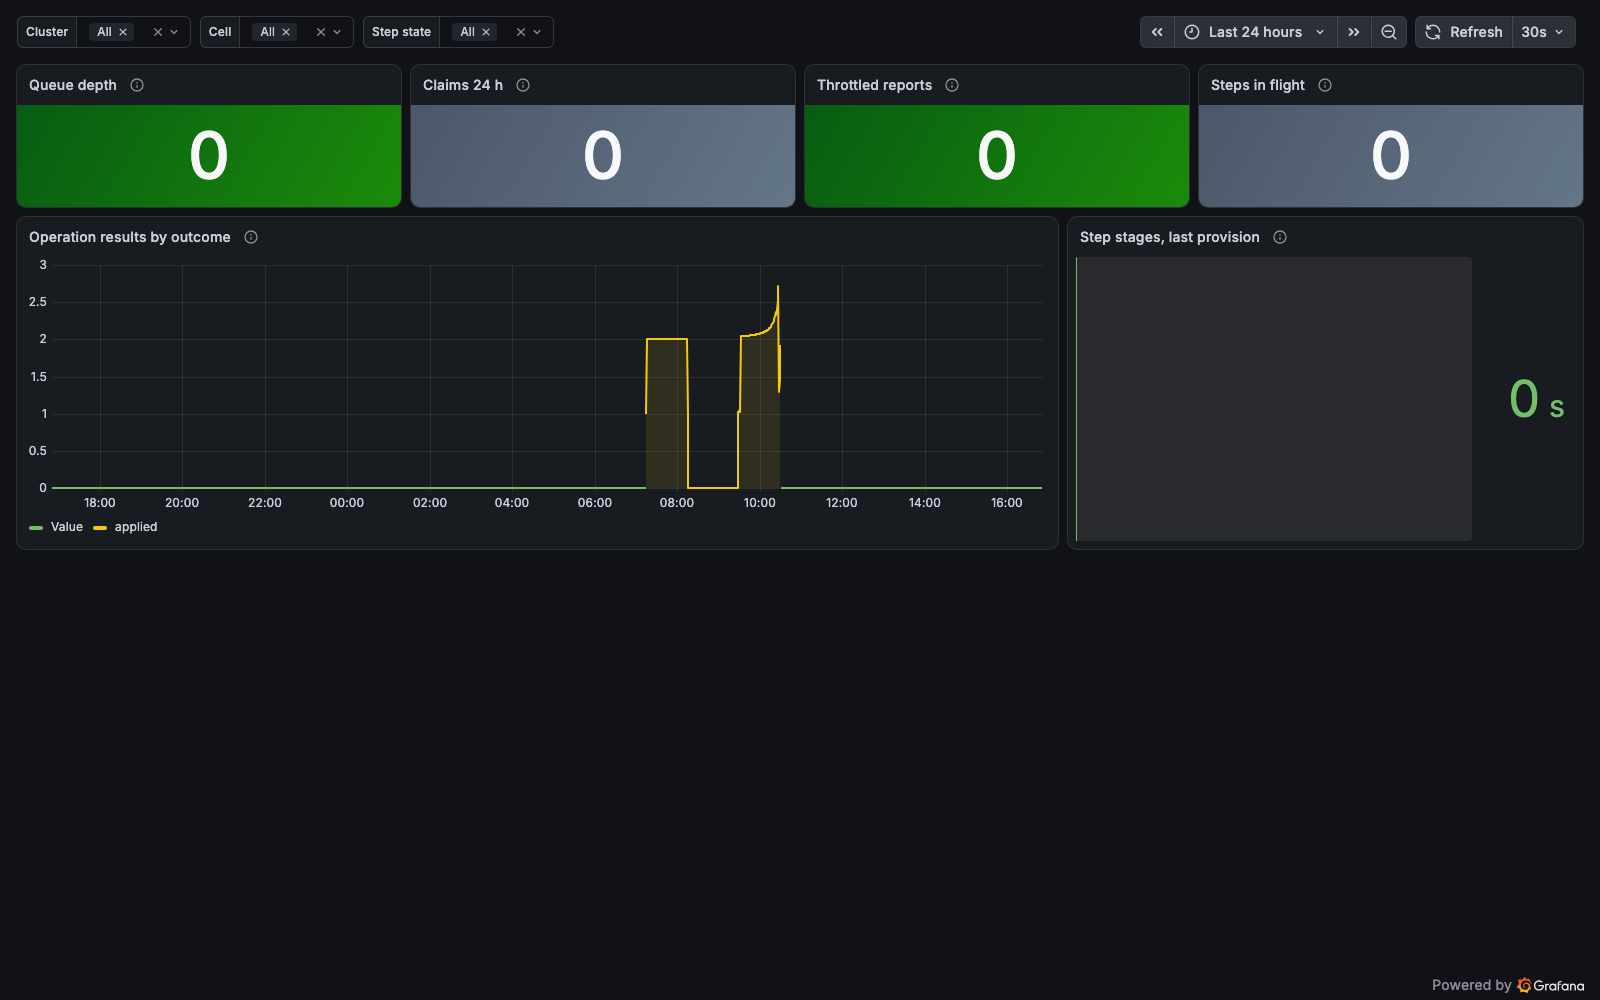 Cluster All Cell All Step state All Last 24 hours Refresh 30s
Queue depth Claims 24 h Throttled reports Steps in flight
0 0 0 0
Operation results by outcome
3
2.5
2
1.5
1
0.5
0
18:00 20:00 22:00 00:00 02:00 04:00 06:00 08:00 10:00 12:00 14:00 16:00
Value applied
Step stages, last provision
0 s
Powered by Grafana